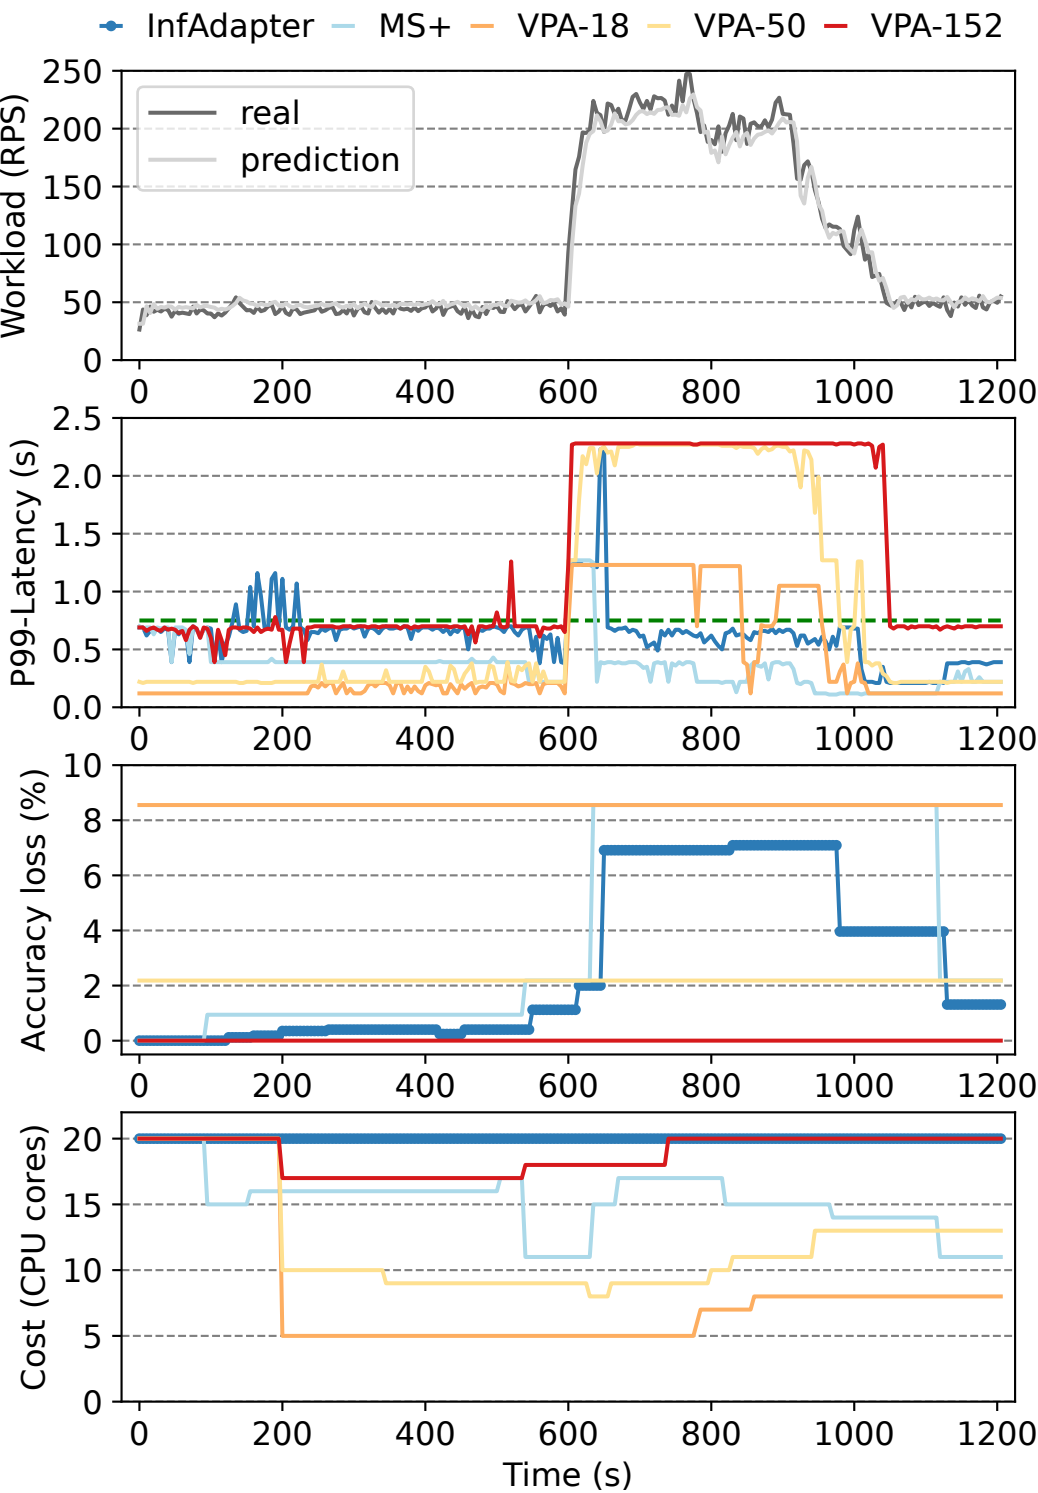 InfAdapter MS+ VPA-18 VPA-50 VPA-152
Workload (RPS)
250
200
150
100
50
0
real
prediction
0 200 400 600 800 1000 1200
P99-Latency (s)
2.5
2.0
1.5
1.0
0.5
0.0
0 200 400 600 800 1000 1200
Accuracy loss (%)
10
8
6
4
2
0
0 200 400 600 800 1000 1200
Cost (CPU cores)
20
15
10
5
0
0 200 400 600 800 1000 1200
Time (s)